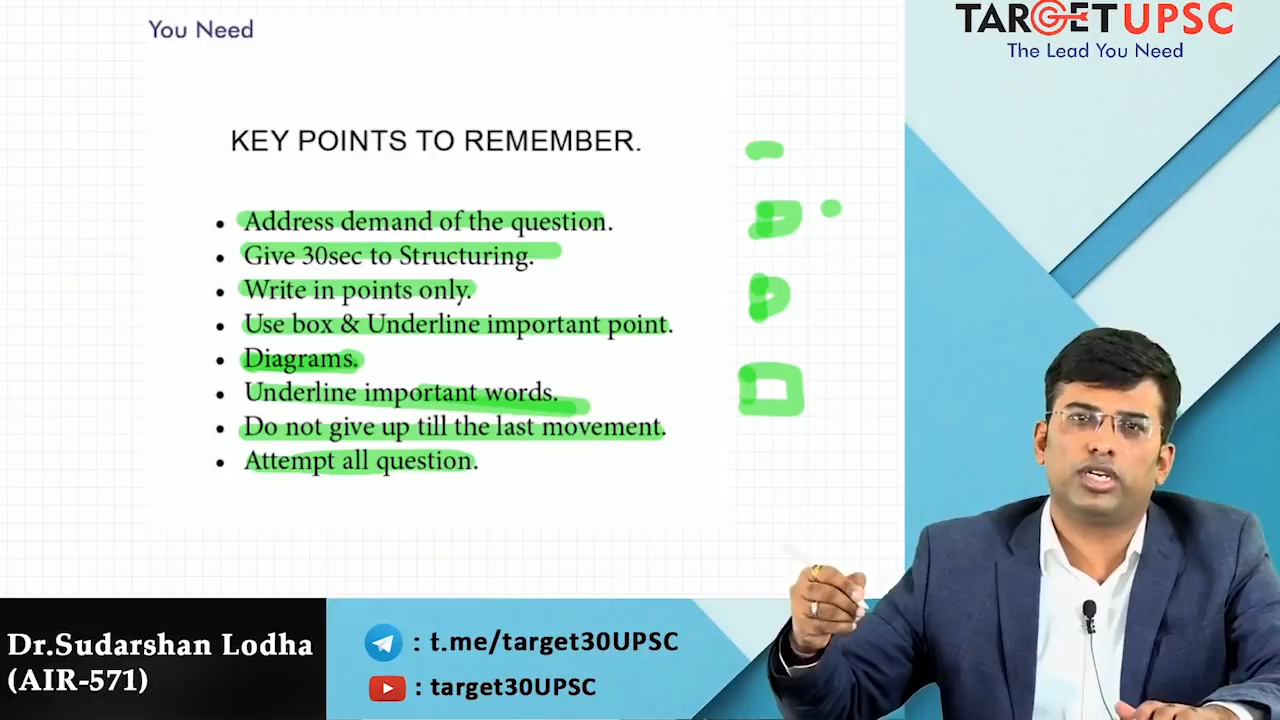 You Need
TARGET UPSC
The Lead You Need
KEY POINTS TO REMEMBER.
• Address demand of the question.
• Give 30sec to Structuring.
• Write in points only.
• Use box & Underline important point.
• Diagrams.
• Underline important words.
• Do not give up till the last movement.
• Attempt all question.
Dr.Sudarshan Lodha
(AIR-571)
: t.me/target30UPSC
: target30UPSC